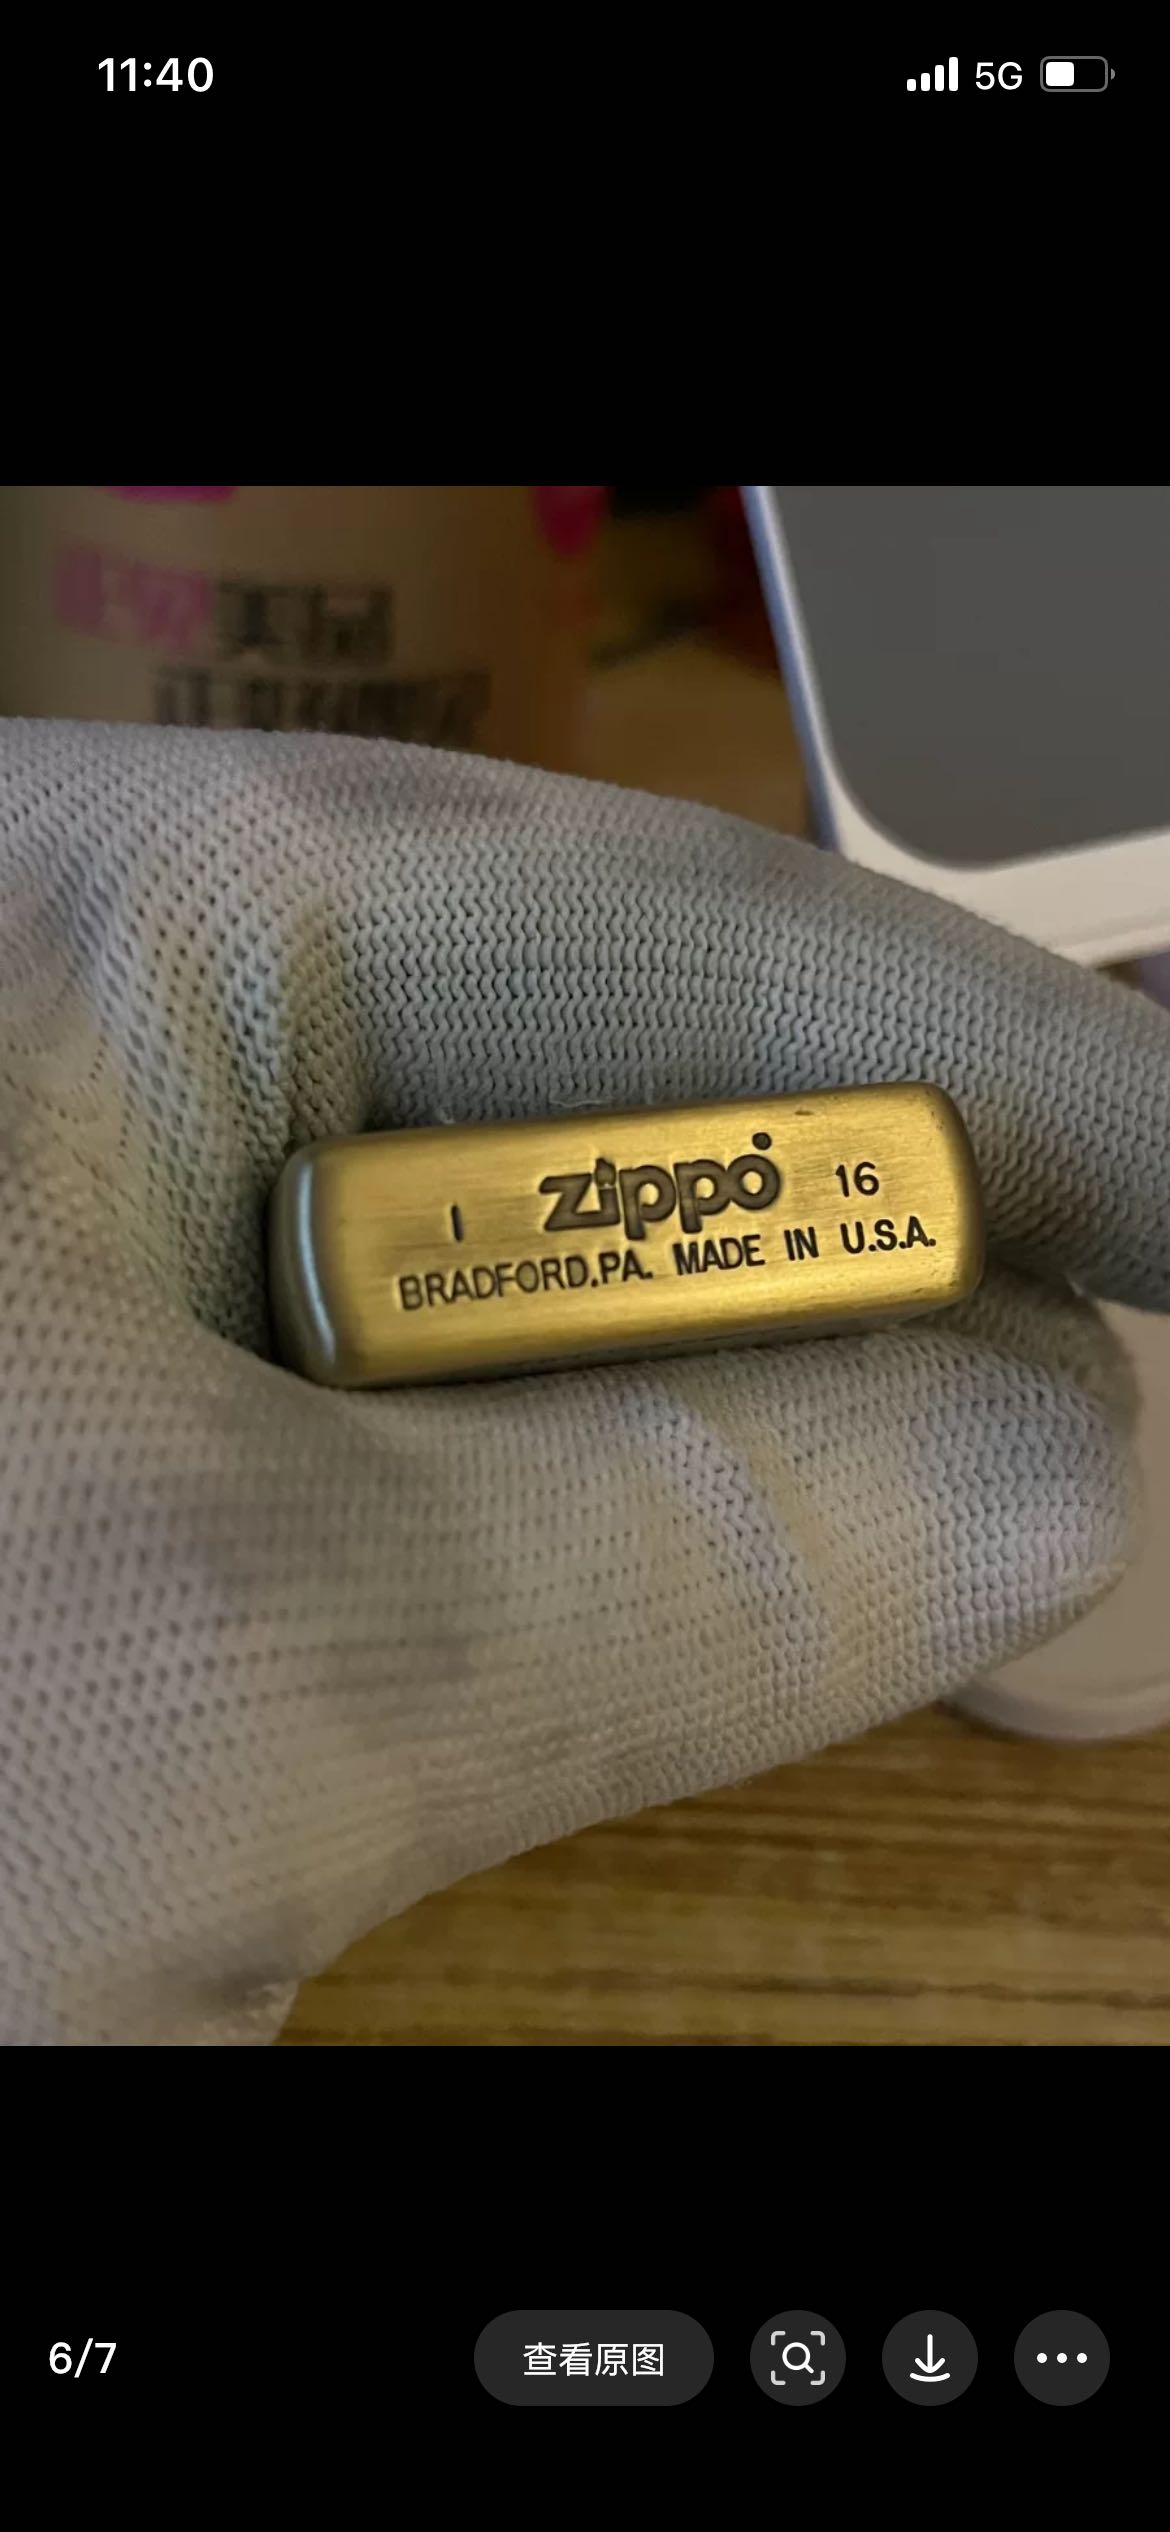 11:40 5G
I zippo 16
BRADFORD.PA. MADE IN U.S.A.
6/7 查看原图